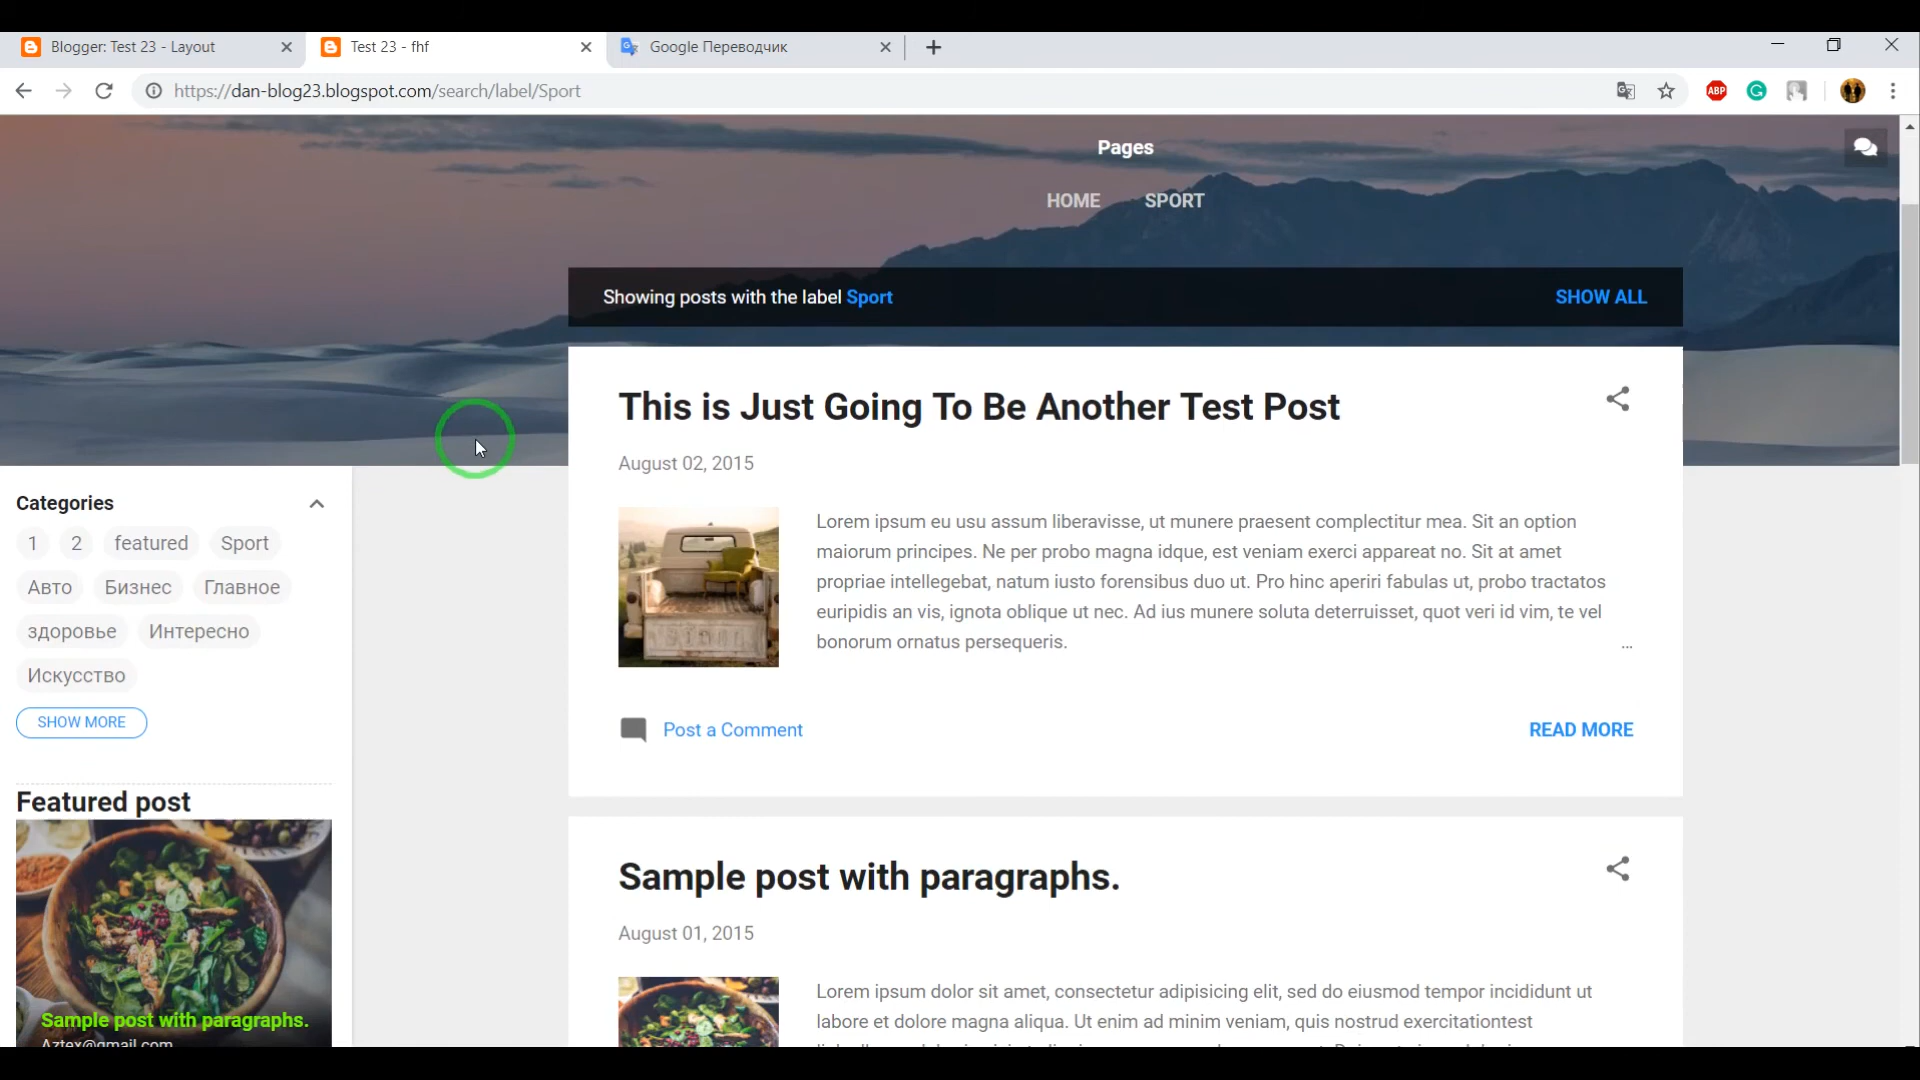 Blogger: Test 23 - Layout
Test 23 - fhf
Google Переводчик
https://dan-blog23.blogspot.com/search/label/Sport
ABP
Pages
HOME SPORT
Showing posts with the label Sport
SHOW ALL
This is Just Going To Be Another Test Post
August 02, 2015
Lorem ipsum eu usu assum liberavisse, ut munere praesent complectitur mea. Sit an option
maiorum principes. Ne per probo magna idque, est veniam exerci appareat no. Sit at amet
propriae intellegebat, natum iusto forensibus duo ut. Pro hinc aperiri fabulas ut, probo tractatos
euripidis an vis, ignota oblique ut nec. Ad ius munere soluta deterruisset, quot veri id vim, te vel
bonorum ornatus persequeris.
...
Post a Comment
READ MORE
Categories
1 2 featured Sport
Авто Бизнес Главное
здоровье Интересно
Искусство
SHOW MORE
Featured post
Sample post with paragraphs.
Aztex@gmail.com
Sample post with paragraphs.
August 01, 2015
Lorem ipsum dolor sit amet, consectetur adipisicing elit, sed do eiusmod tempor incididunt ut
labore et dolore magna aliqua. Ut enim ad minim veniam, quis nostrud exercitationtest